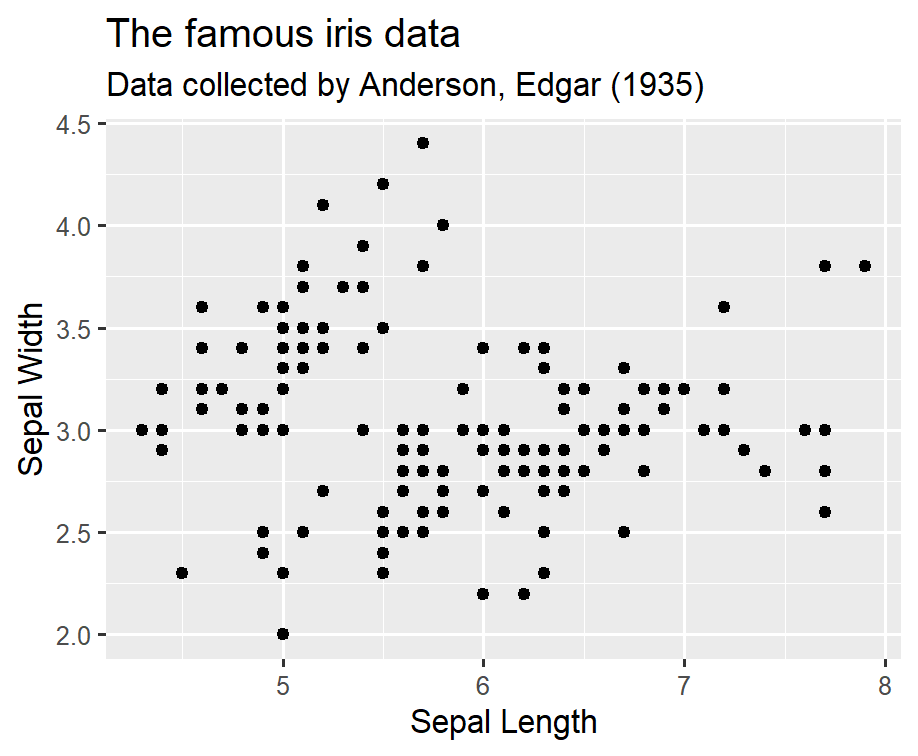 The famous iris data
Data collected by Anderson, Edgar (1935)
4.5
4.0
3.5
3.0
2.5
2.0
Sepal Width
5 6 7 8
Sepal Length